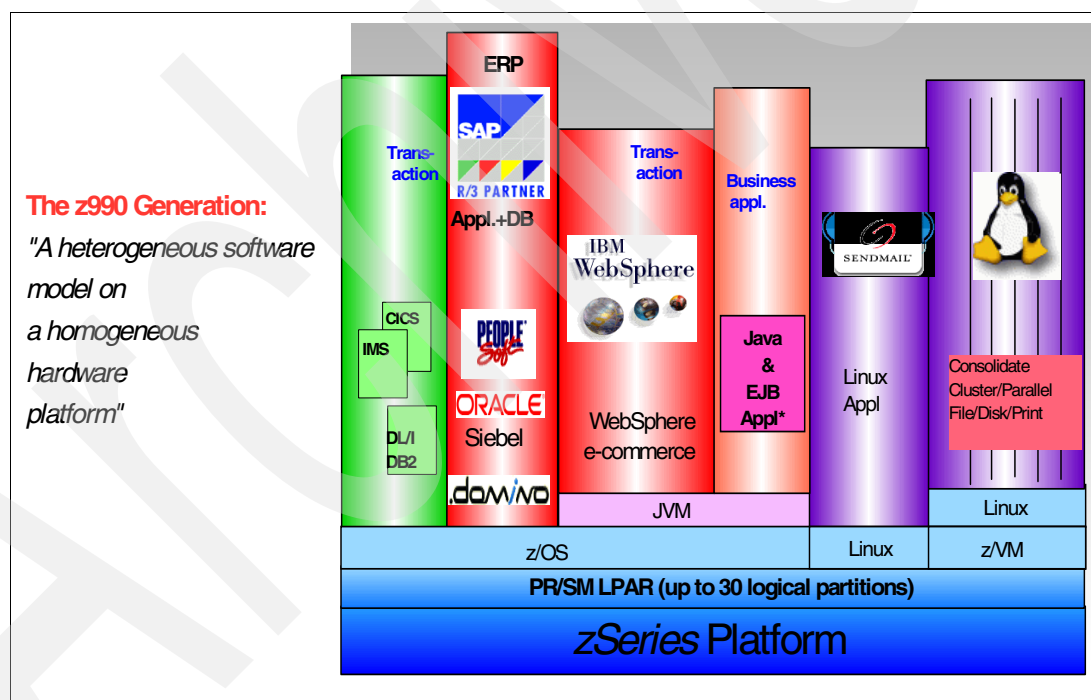 The z990 Generation:
"A heterogeneous software
model on
a homogeneous
hardware
platform"
Trans-
action
CICS
IMS
DL/I
DB2
ERP
SAP
R/3 PARTNER
Appl.+DB
PEOPLE
Soft
ORACLE
Siebel
.domino
Trans-
action
IBM
WebSphere
WebSphere
e-commerce
Business
appl.
Java
&
EJB
Appl*
JVM
SENDMAIL
Linux
Appl
Consolidate
Cluster/Parallel
File/Disk/Print
Linux
z/OS
Linux
z/VM
PR/SM LPAR (up to 30 logical partitions)
zSeries Platform